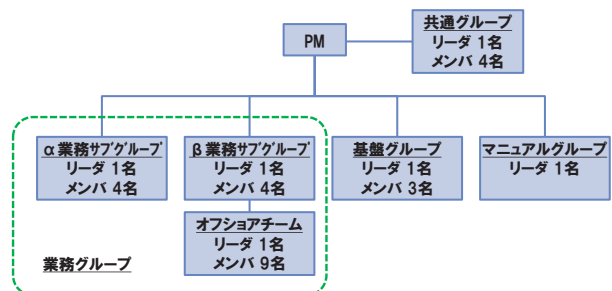 PM
共通グループ
リーダ 1名
メンバ 4名
α業務サブグループ
リーダ 1名
メンバ 4名
β業務サブグループ
リーダ 1名
メンバ 4名
基盤グループ
リーダ 1名
メンバ 3名
マニュアルグループ
リーダ 1名
オフショアチーム
リーダ 1名
メンバ 9名
業務グループ